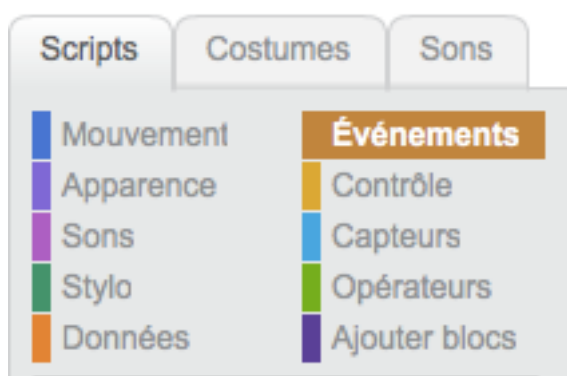 Scripts Costumes Sons
Mouvement Événements
Apparence Contrôle
Sons Capteurs
Stylo Opérateurs
Données Ajouter blocs